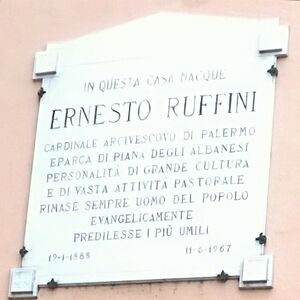 IN QUESTA CASA NACQUE
ERNESTO RUFFINI
CARDINALE ARCIVESCOVO DI PALERMO
EPARCA DI PIANA DEGLI ALBANESI
PERSONALITÀ DI GRANDE CULTURA
E DI VASTA ATTIVITÀ PASTORALE
RIMASE SEMPRE UOMO DEL POPOLO
EVANGELICAMENTE
PREDILESSE I PIÙ UMILI
19-1-1888 11-6-1967